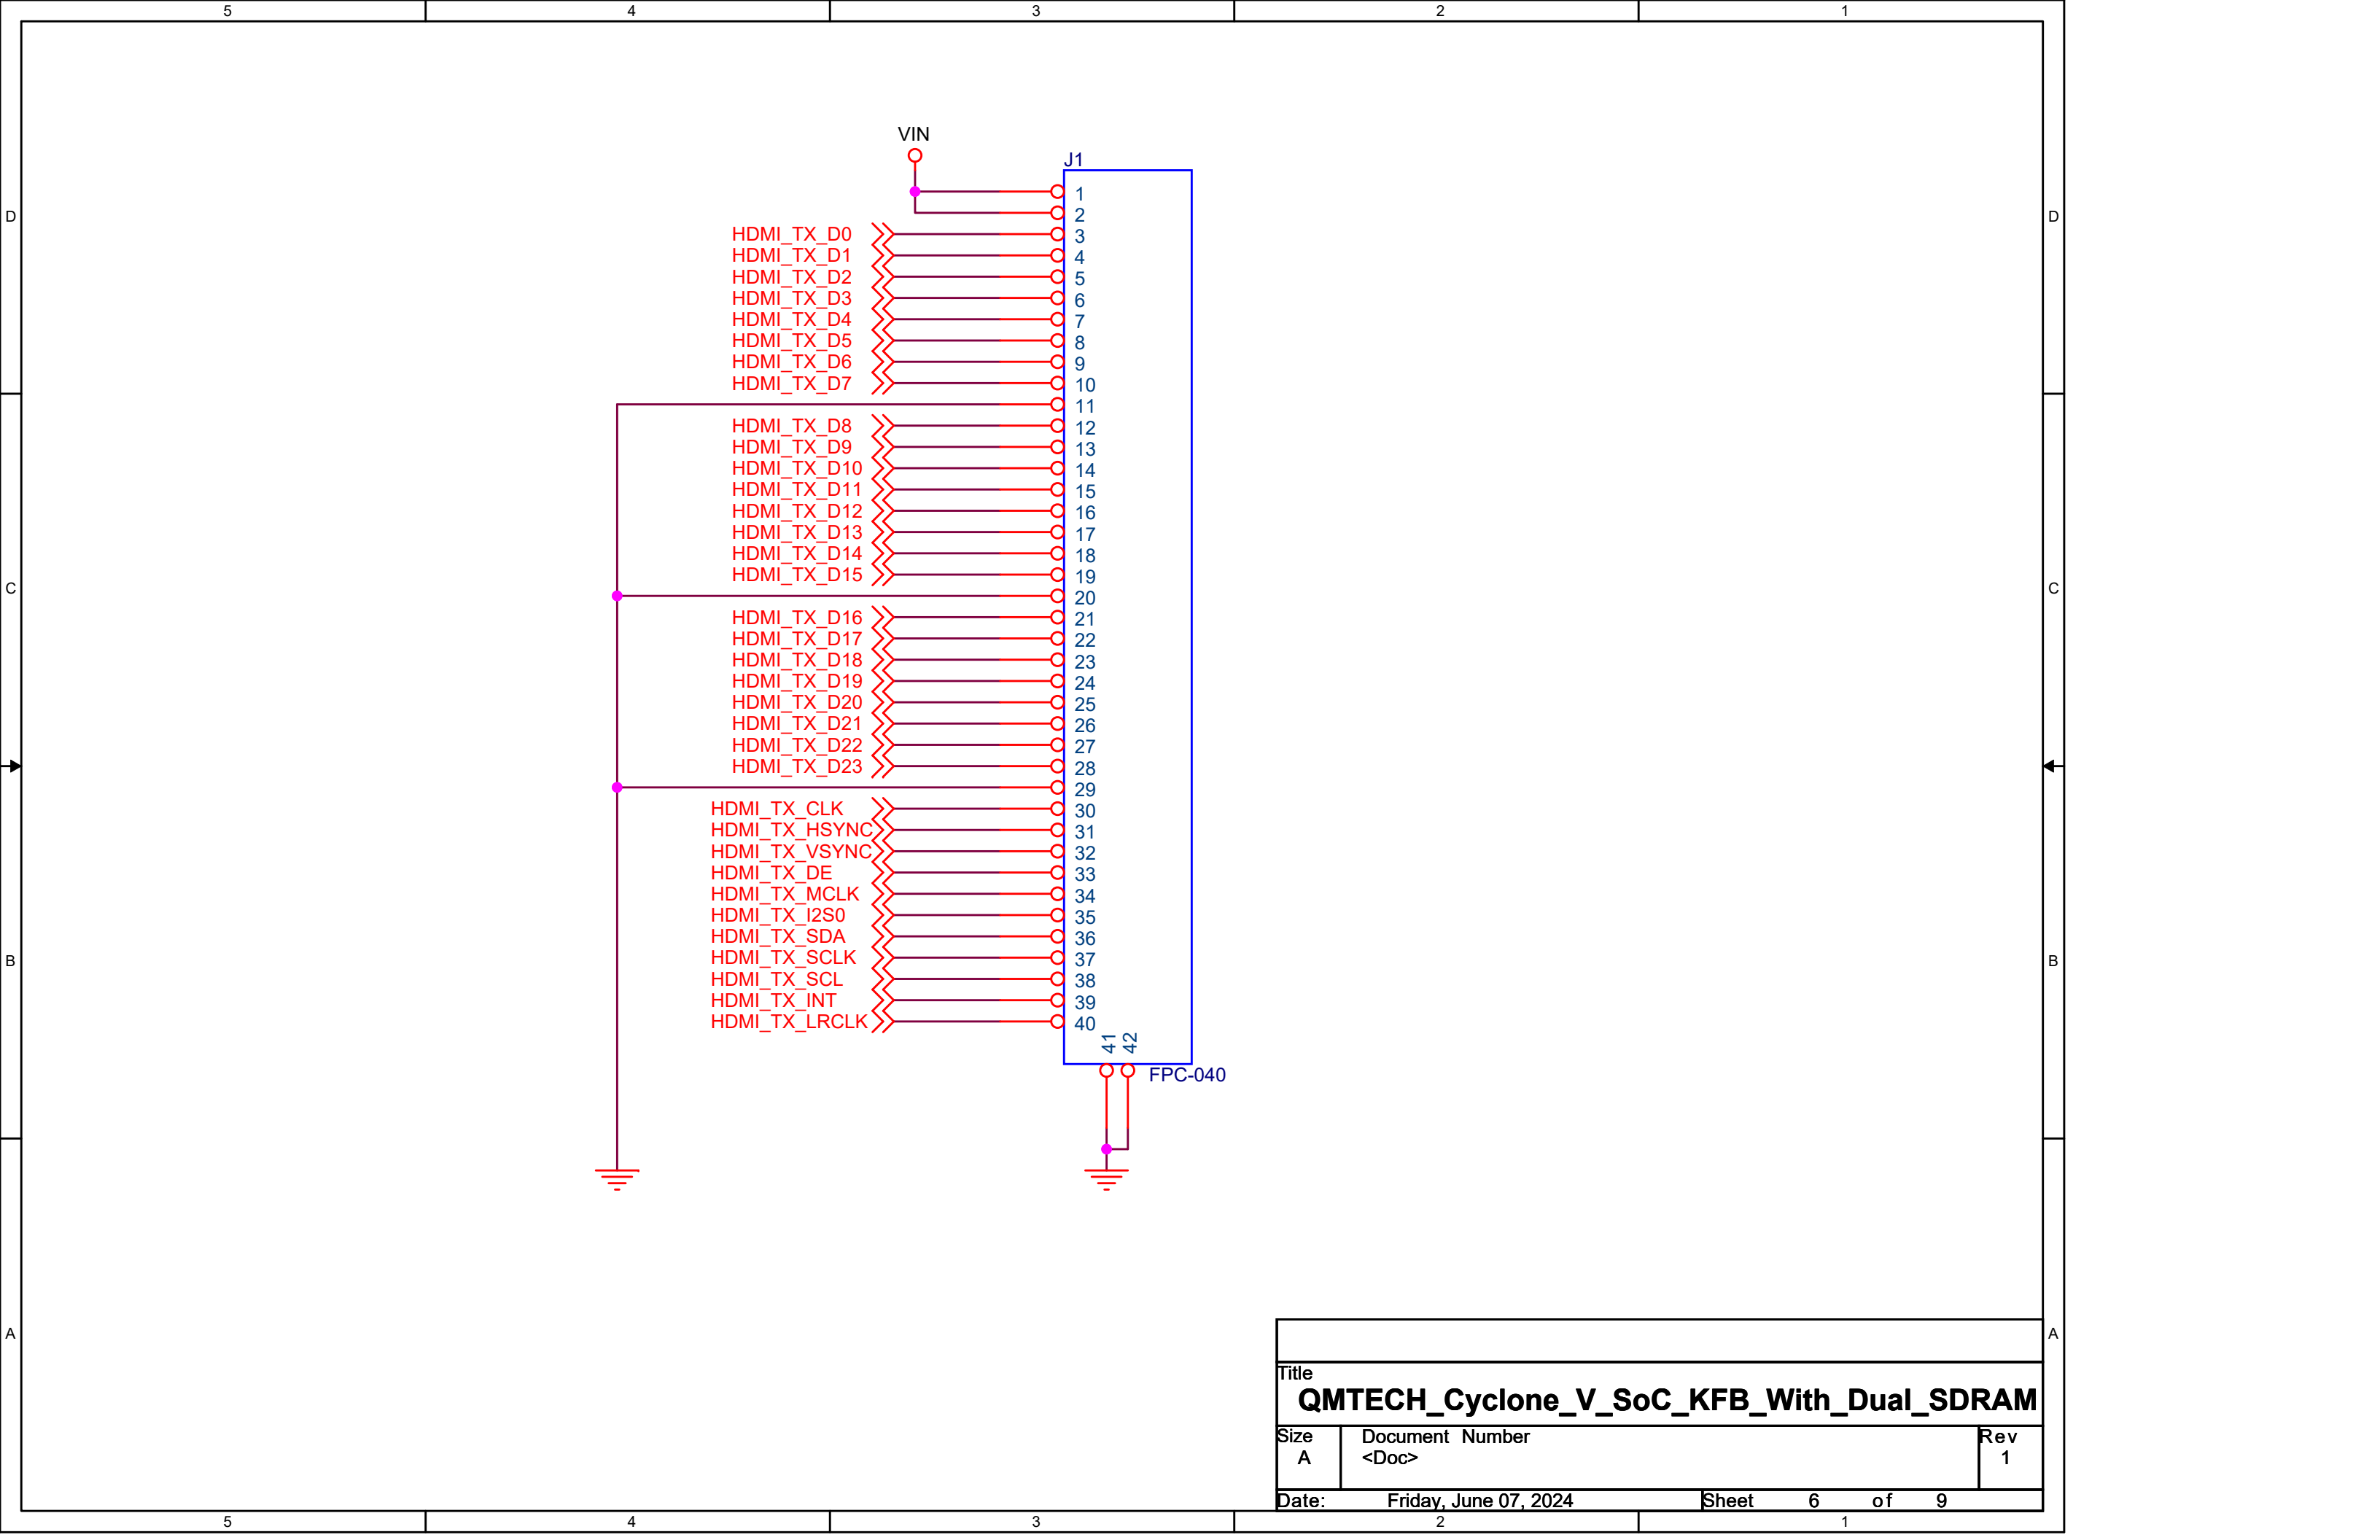 5 4 3 2 1
VIN
J1
1
2
D D
HDMI_TX_D0 3
HDMI_TX_D1 4
HDMI_TX_D2 5
HDMI_TX_D3 6
HDMI_TX_D4 7
HDMI_TX_D5 8
HDMI_TX_D6 9
HDMI_TX_D7 10
11
HDMI_TX_D8 12
HDMI_TX_D9 13
HDMI_TX_D10 14
HDMI_TX_D11 15
HDMI_TX_D12 16
HDMI_TX_D13 17
HDMI_TX_D14 18
HDMI_TX_D15 19
C C
20
HDMI_TX_D16 21
HDMI_TX_D17 22
HDMI_TX_D18 23
HDMI_TX_D19 24
HDMI_TX_D20 25
HDMI_TX_D21 26
HDMI_TX_D22 27
HDMI_TX_D23 28
29
HDMI_TX_CLK 30
HDMI_TX_HSYNC 31
HDMI_TX_VSYNC 32
HDMI_TX_DE 33
HDMI_TX_MCLK 34
HDMI_TX_I2S0 35
HDMI_TX_SDA 36
HDMI_TX_SCLK 37
B B
HDMI_TX_SCL 38
HDMI_TX_INT 39
HDMI_TX_LRCLK 40
41 42
FPC-040
A A
Title
QMTECH_Cyclone_V_SoC_KFB_With_Dual_SDRAM
Size Document Number Rev
A <Doc> 1
Date: Friday, June 07, 2024 Sheet 6 of 9
5 4 3 2 1